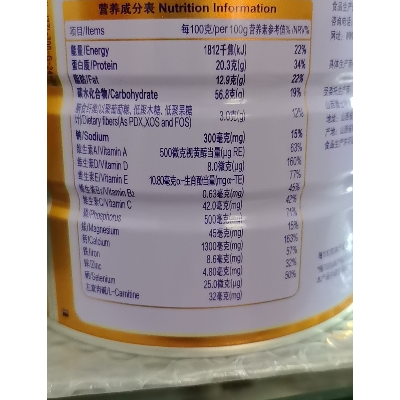 营养成分表 Nutrition Information
项目/Items 每100克/per 100g 营养素参考值%/NRV%
能量/Energy 1812千焦(kJ) 22%
蛋白质/Protein 20.3克(g) 34%
脂肪/Fat 12.9克(g) 22%
碳水化合物/Carbohydrate 56.8克(g) 19%
膳食纤维(以聚葡萄糖, 低聚木糖, 低聚果糖
计)/Dietary fibers(As PDX,XOS and FOS) 3.0克(g) 12%
钠/Sodium 300毫克(mg) 15%
维生素A/Vitamin A 500微克视黄醇当量(μg RE) 63%
维生素D/Vitamin D 8.0微克(μg) 160%
维生素E/Vitamin E 10.80毫克α-生育酚当量(mgα-TE) 77%
维生素B₂/Vitamin B₂ 0.63毫克(mg) 45%
维生素C/Vitamin C 42.0毫克(mg) 42%
磷/Phosphorus 500毫克(mg) 71%
镁/Magnesium 45毫克(mg) 15%
钙/Calcium 1300毫克(mg) 163%
铁/Iron 8.6毫克(mg) 57%
锌/Zinc 4.80毫克(mg) 32%
硒/Selenium 25.0微克(μg) 50%
左旋肉碱/L-Carnitine 32毫克(mg)